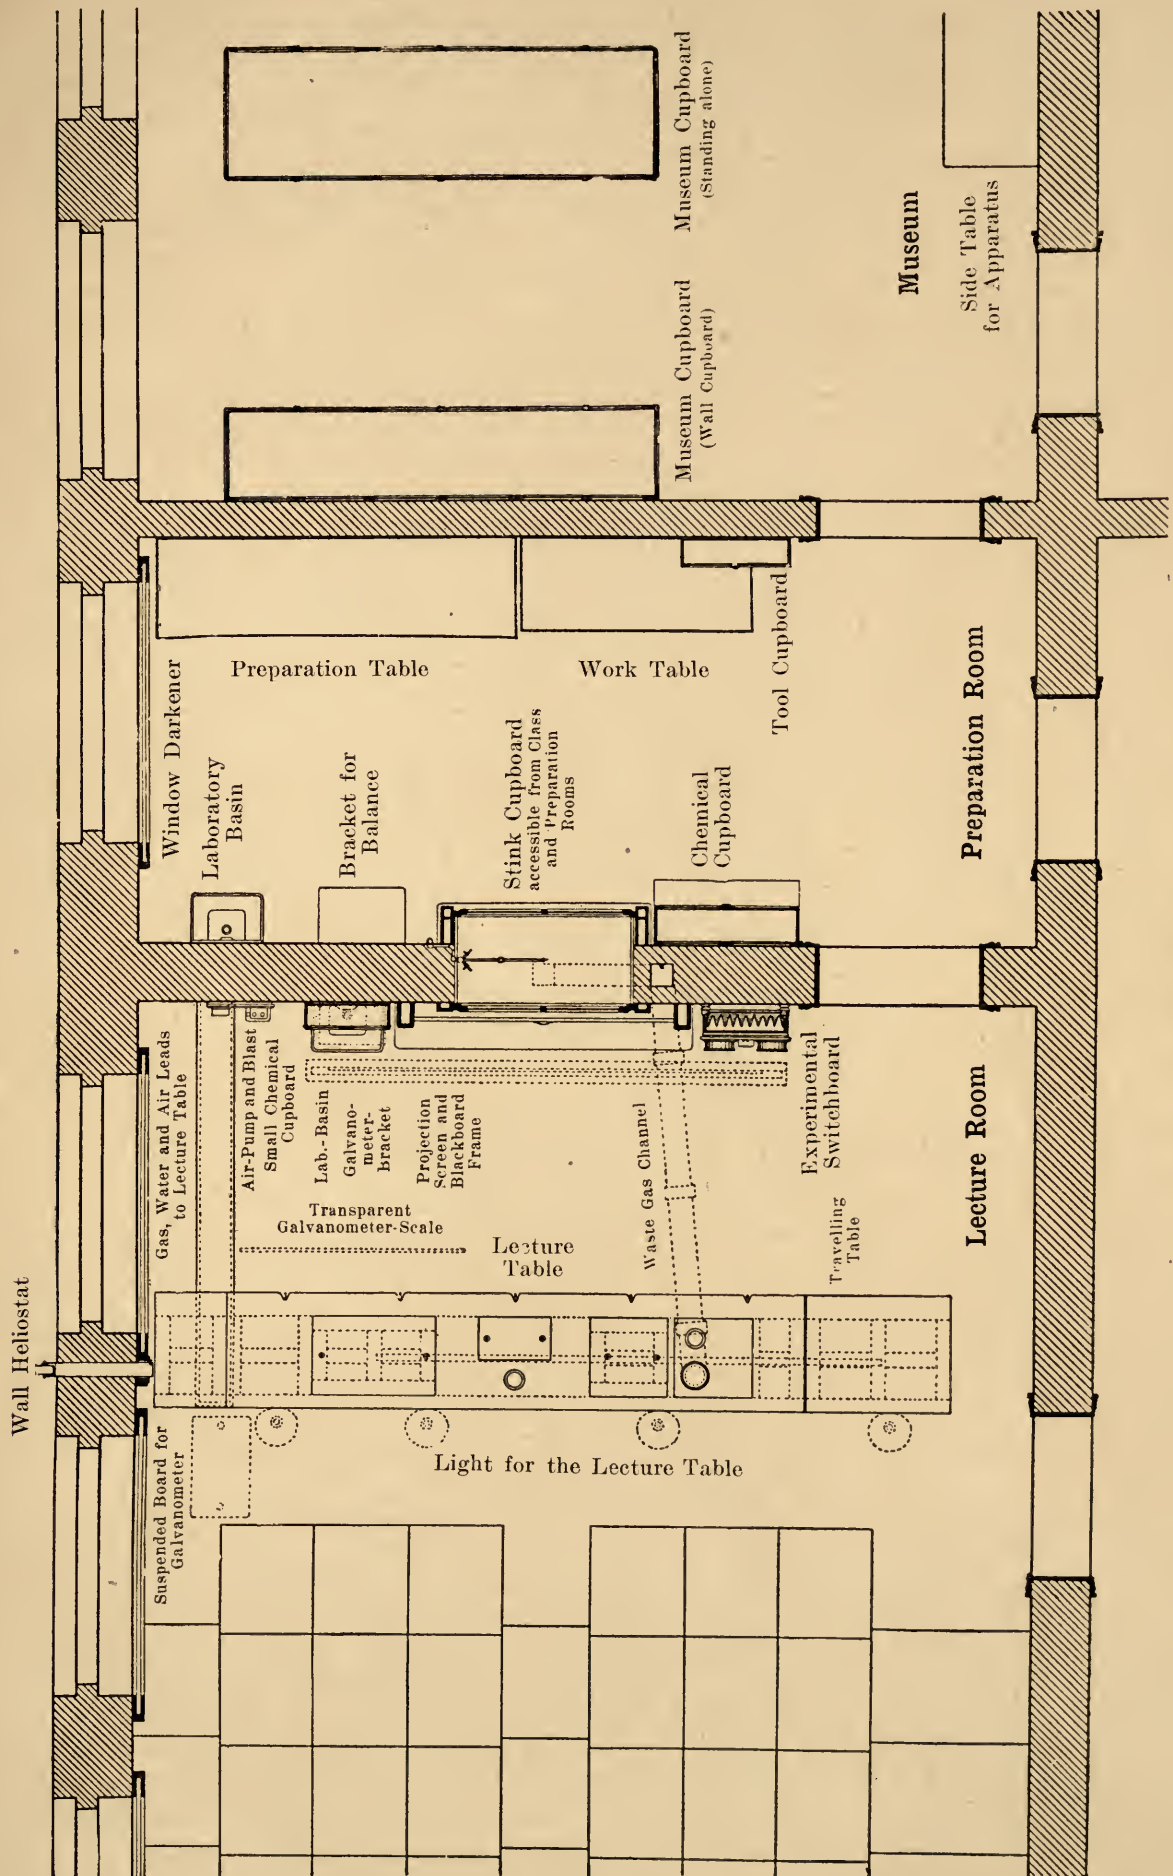 Museum Cupboard
(Standing alone)
Museum
Side Table
for Apparatus
Museum Cupboard
(Wall Cupboard)
Preparation Table
Work Table
Tool Cupboard
Window Darkener
Laboratory
Basin
Bracket for
Balance
Stink Cupboard
accessible from Class
and Preparation
Rooms
Chemical
Cupboard
Preparation Room
Gas, Water and Air Leads
to Lecture Table
Air-Pump and Blast
Small Chemical
Cupboard
Lab.-Basin
Galvano-
meter-
bracket
Projection
Screen and
Blackboard
Frame
Waste Gas Channel
Experimental
Switchboard
Lecture Room
Transparent
Galvanometer-Scale
Lecture
Table
Travelling
Table
Wall Heliostat
Suspended Board for
Galvanometer
Light for the Lecture Table